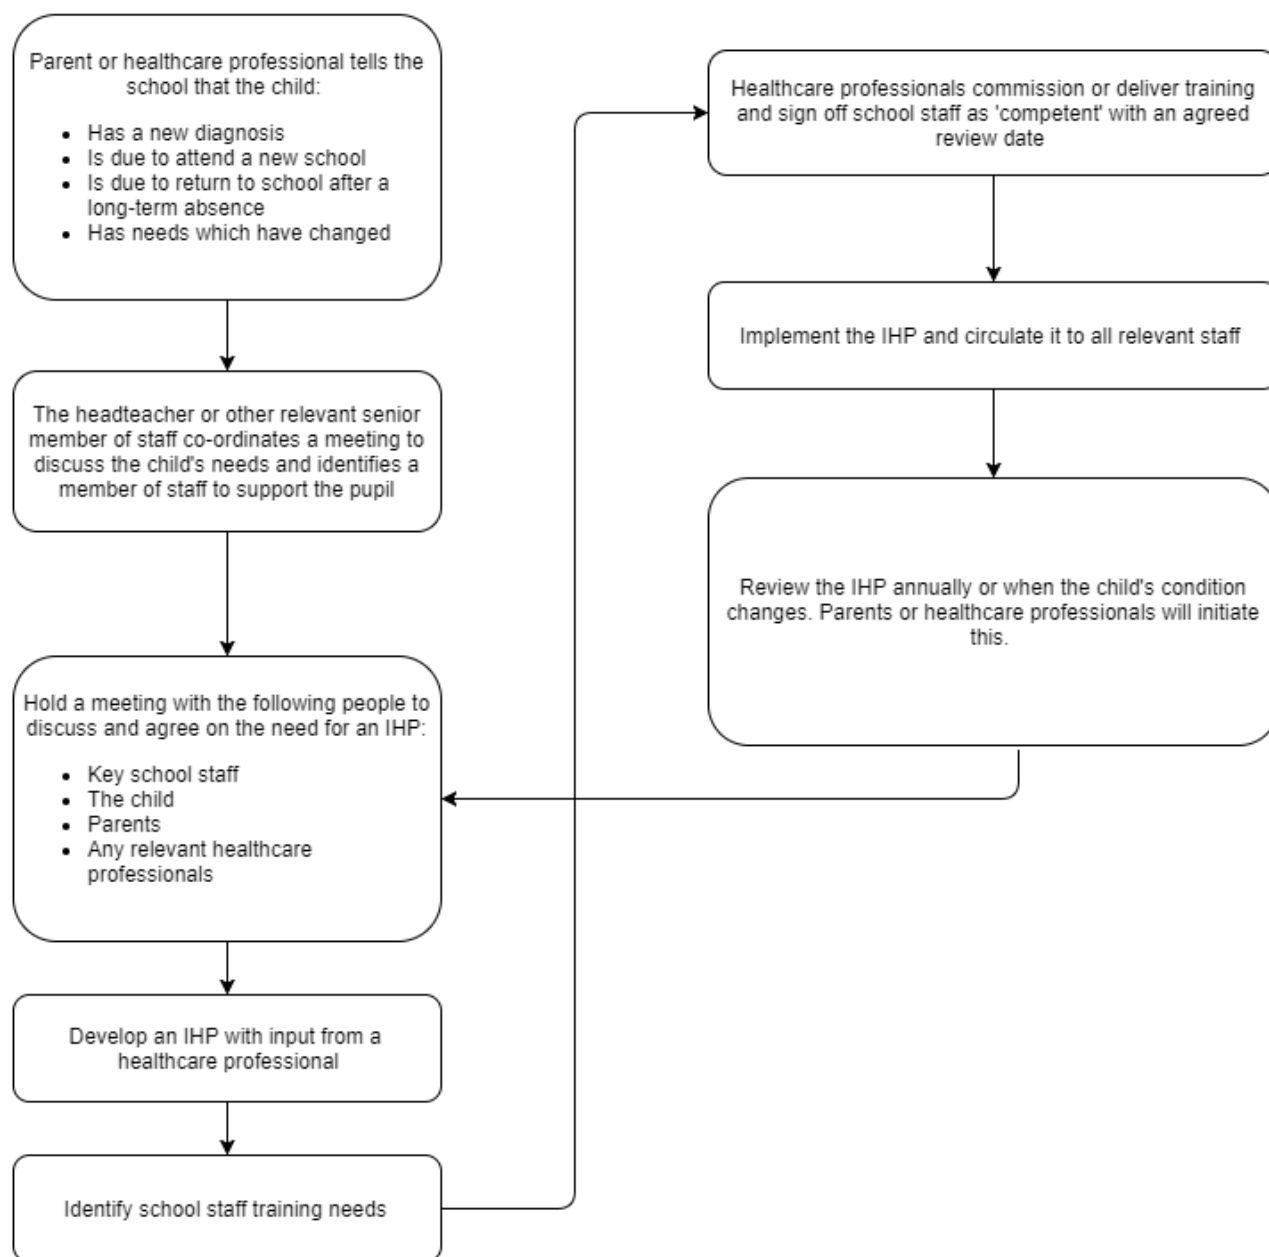 Parent or healthcare professional tells the
school that the child:
• Has a new diagnosis
• Is due to attend a new school
• Is due to return to school after a
long-term absence
• Has needs which have changed
The headteacher or other relevant senior
member of staff co-ordinates a meeting to
discuss the child's needs and identifies a
member of staff to support the pupil
Hold a meeting with the following people to
discuss and agree on the need for an IHP:
• Key school staff
• The child
• Parents
• Any relevant healthcare
professionals
Develop an IHP with input from a
healthcare professional
Identify school staff training needs
Healthcare professionals commission or deliver training
and sign off school staff as 'competent' with an agreed
review date
Implement the IHP and circulate it to all relevant staff
Review the IHP annually or when the child's condition
changes. Parents or healthcare professionals will initiate
this.